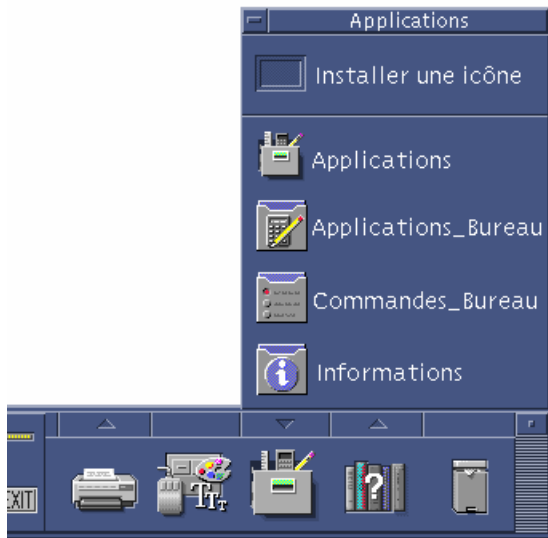 Applications
Installer une icône
Applications
Applications_Bureau
Commandes_Bureau
Informations
EXIT